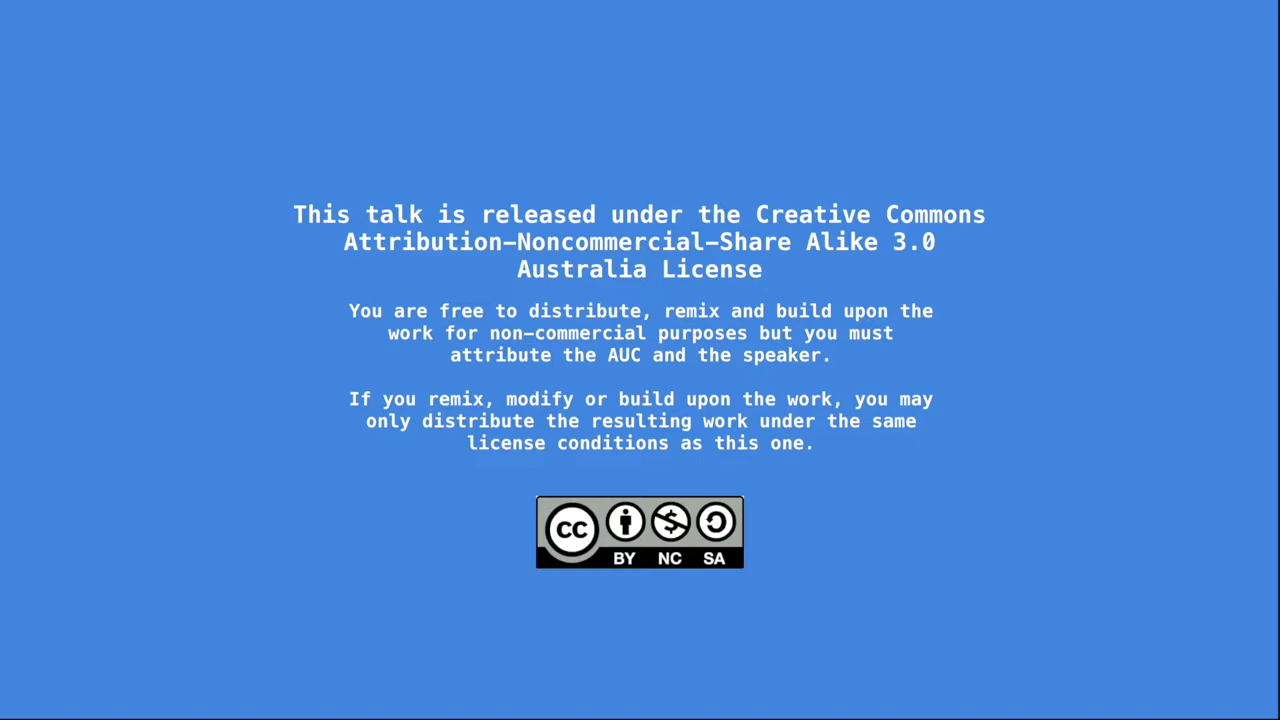 This talk is released under the Creative Commons
Attribution–Noncommercial–Share Alike 3.0
Australia License
You are free to distribute, remix and build upon the
work for non–commercial purposes but you must
attribute the AUC and the speaker.
If you remix, modify or build upon the work, you may
only distribute the resulting work under the same
license conditions as this one.
CC
BY NC SA